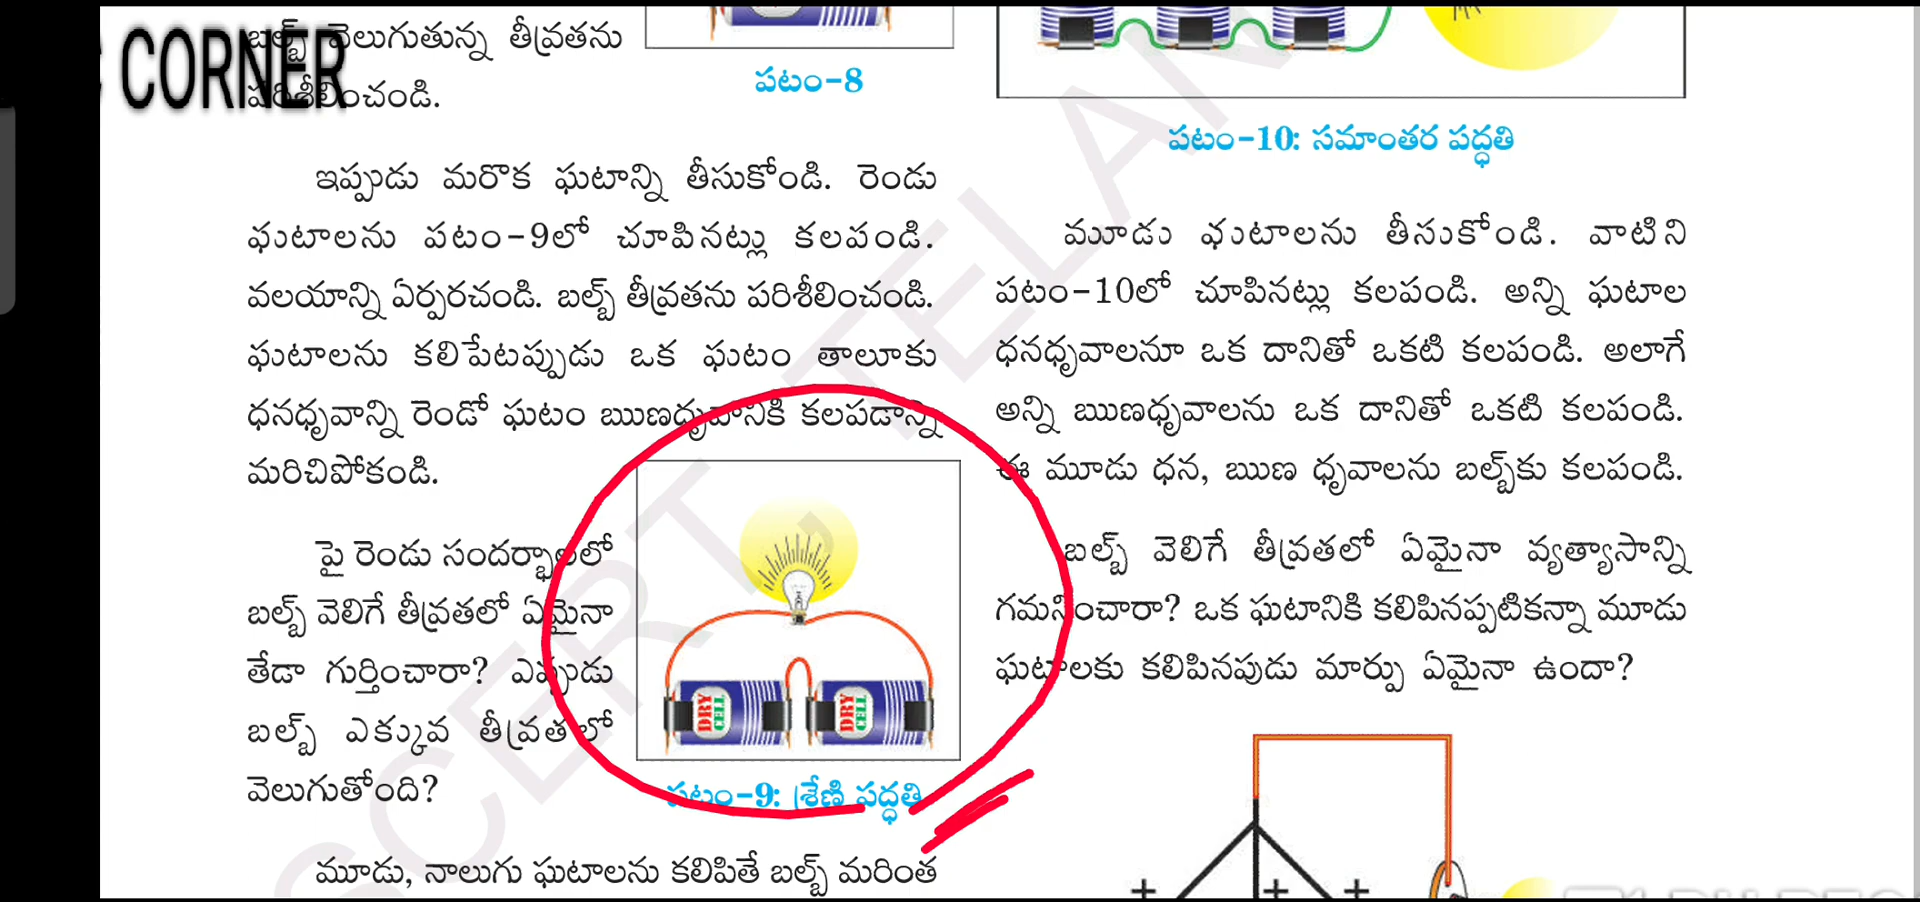 బల్బ్ వెలుగుతున్న తీవ్రతను
పరిశీలించండి.
CORNER
పటం-8
ఇప్పుడు మరొక ఘటాన్ని తీసుకోండి. రెండు
ఘటాలను పటం-9లో చూపినట్లు కలపండి.
వలయాన్ని ఏర్పరచండి. బల్బ్ తీవ్రతను పరిశీలించండి.
ఘటాలను కలిపేటప్పుడు ఒక ఘటం తాలూకు
ధనధృవాన్ని రెండో ఘటం ఋణధృవానికి కలపడాన్ని
మరిచిపోకండి.
పై రెండు సందర్భాలలో
బల్బ్ వెలిగే తీవ్రతలో ఏమైనా
తేడా గుర్తించారా? ఎప్పుడు
బల్బ్ ఎక్కువ తీవ్రతలో
వెలుగుతోంది?
DRY CELL
DRY CELL
పటం-9: శ్రేణి పద్ధతి
మూడు, నాలుగు ఘటాలను కలిపితే బల్బ్ మరింత
పటం-10: సమాంతర పద్ధతి
మూడు ఘటాలను తీసుకోండి. వాటిని
పటం-10లో చూపినట్లు కలపండి. అన్ని ఘటాల
ధనధృవాలనూ ఒక దానితో ఒకటి కలపండి. అలాగే
అన్ని ఋణధృవాలను ఒక దానితో ఒకటి కలపండి.
ఈ మూడు ధన, ఋణ ధృవాలను బల్బ్‌కు కలపండి.
బల్బ్ వెలిగే తీవ్రతలో ఏమైనా వ్యత్యాసాన్ని
గమనించారా? ఒక ఘటానికి కలిపినప్పటికన్నా మూడు
ఘటాలకు కలిపినపుడు మార్పు ఏమైనా ఉందా?
+ + +
SCERT, TELAN